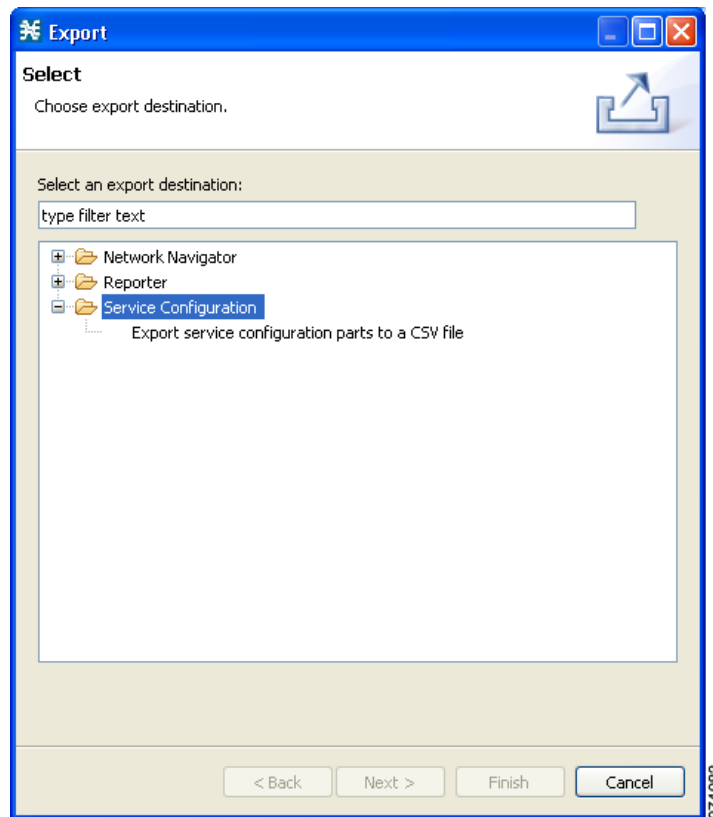 Export
Select
Choose export destination.
Select an export destination:
type filter text
Network Navigator
Reporter
Service Configuration
Export service configuration parts to a CSV file
< Back
Next >
Finish
Cancel